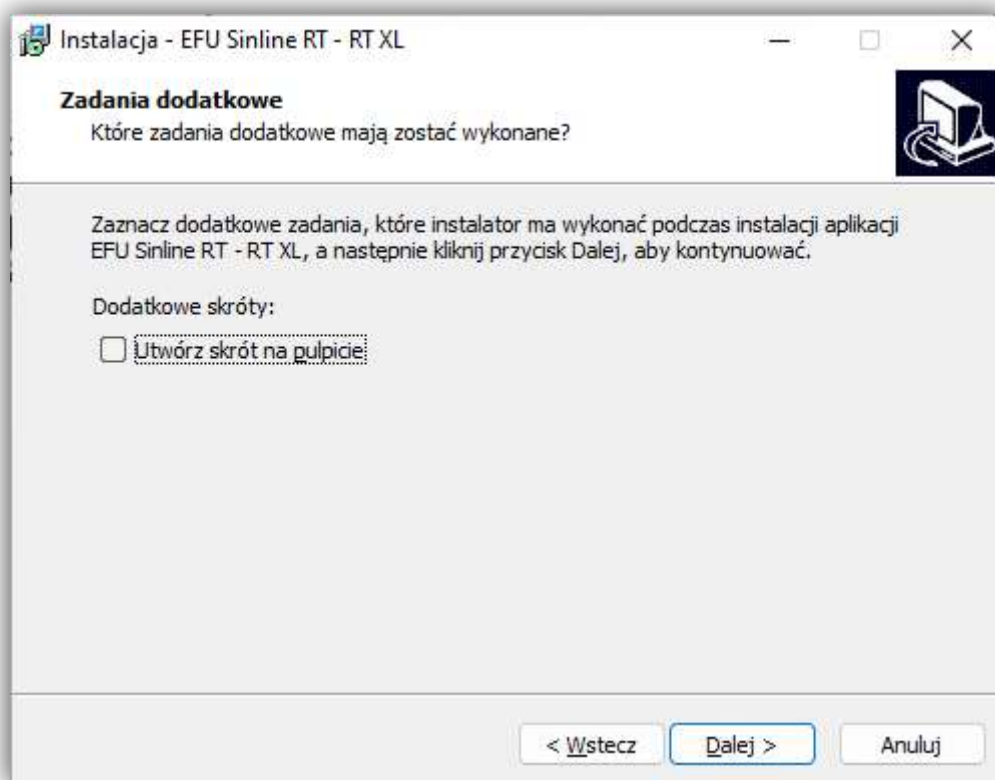 Instalacja - EFU Sinline RT - RT XL
Zadania dodatkowe
Które zadania dodatkowe mają zostać wykonane?
Zaznacz dodatkowe zadania, które instalator ma wykonać podczas instalacji aplikacji
EFU Sinline RT - RT XL, a następnie kliknij przycisk Dalej, aby kontynuować.
Dodatkowe skróty:
Utwórz skrót na pulpicie
< Wstecz
Dalej >
Anuluj